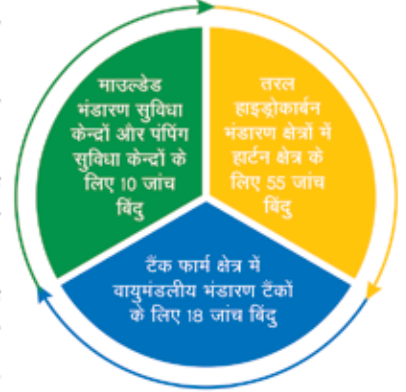 माउल्डेड
भंडारण सुविधा
केन्द्रों और पंपिंग
सुविधा केन्द्रों के
लिए 10 जांच
बिंदु
तरल
हाइड्रोकार्बन
भंडारण क्षेत्रों में
हार्टन क्षेत्र के
लिए 55 जांच
बिंदु
टैंक फार्म क्षेत्र में
वायुमंडलीय भंडारण टैंकों
के लिए 18 जांच बिंदु